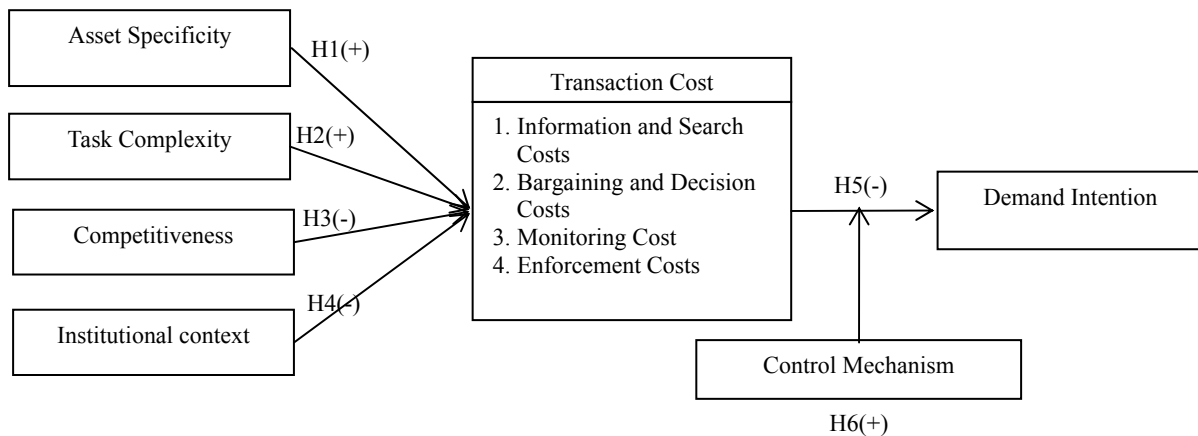 Asset Specificity
H1(+)
Task Complexity
H2(+)
Competitiveness
H3(-)
Institutional context
H4(-)
Transaction Cost
1. Information and Search
Costs
2. Bargaining and Decision
Costs
3. Monitoring Cost
4. Enforcement Costs
H5(-)
Demand Intention
Control Mechanism
H6(+)